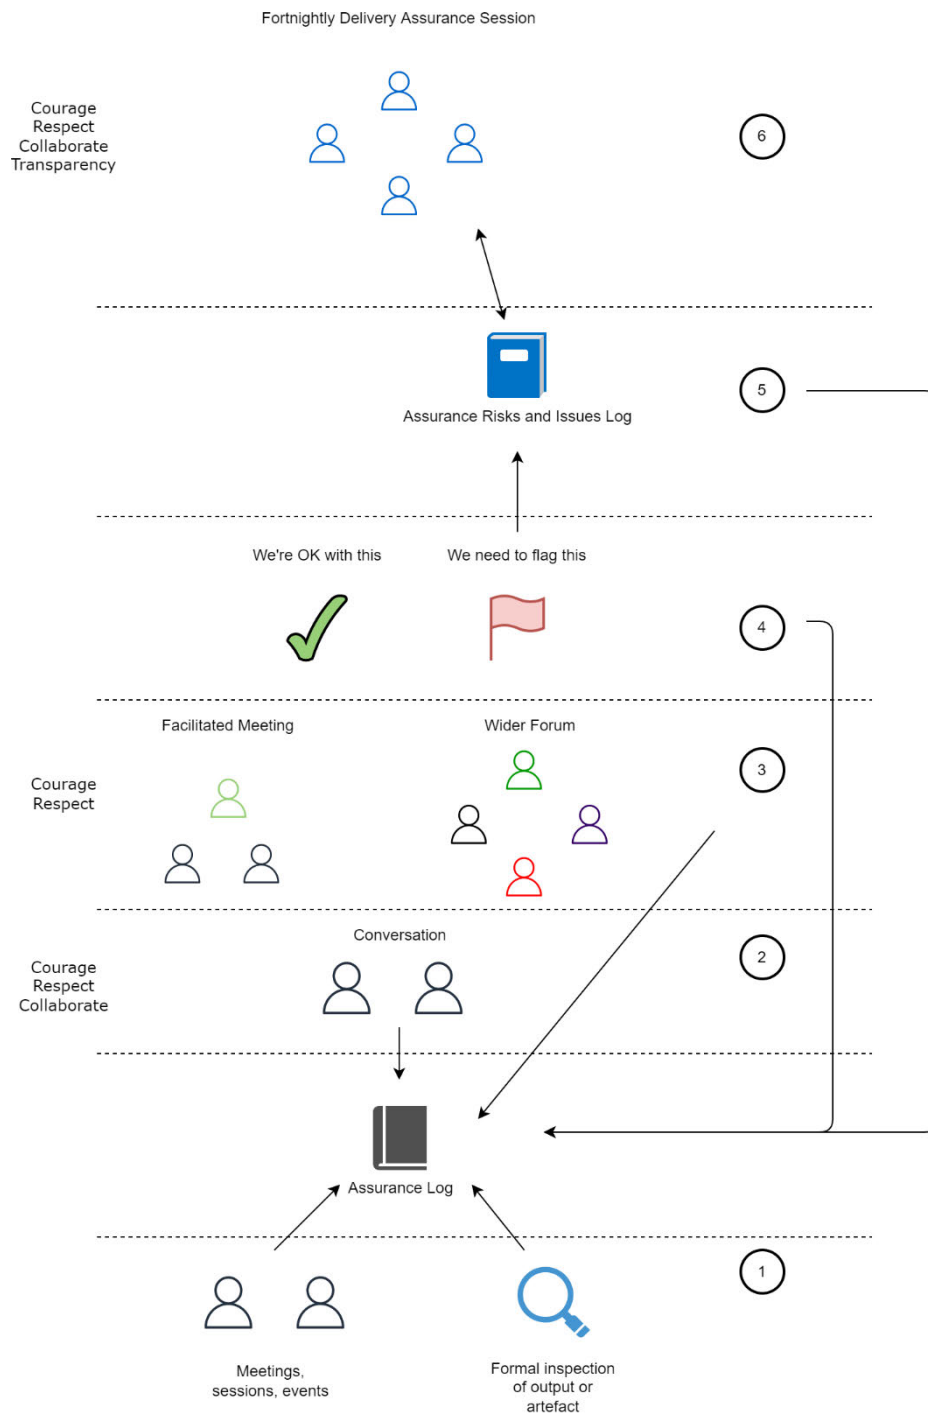 Fortnightly Delivery Assurance Session
Courage
Respect
Collaborate
Transparency
6
5
Assurance Risks and Issues Log
We're OK with this
We need to flag this
4
Facilitated Meeting
Wider Forum
Courage
Respect
3
Conversation
Courage
Respect
Collaborate
2
Assurance Log
1
Meetings,
sessions, events
Formal inspection
of output or
artefact